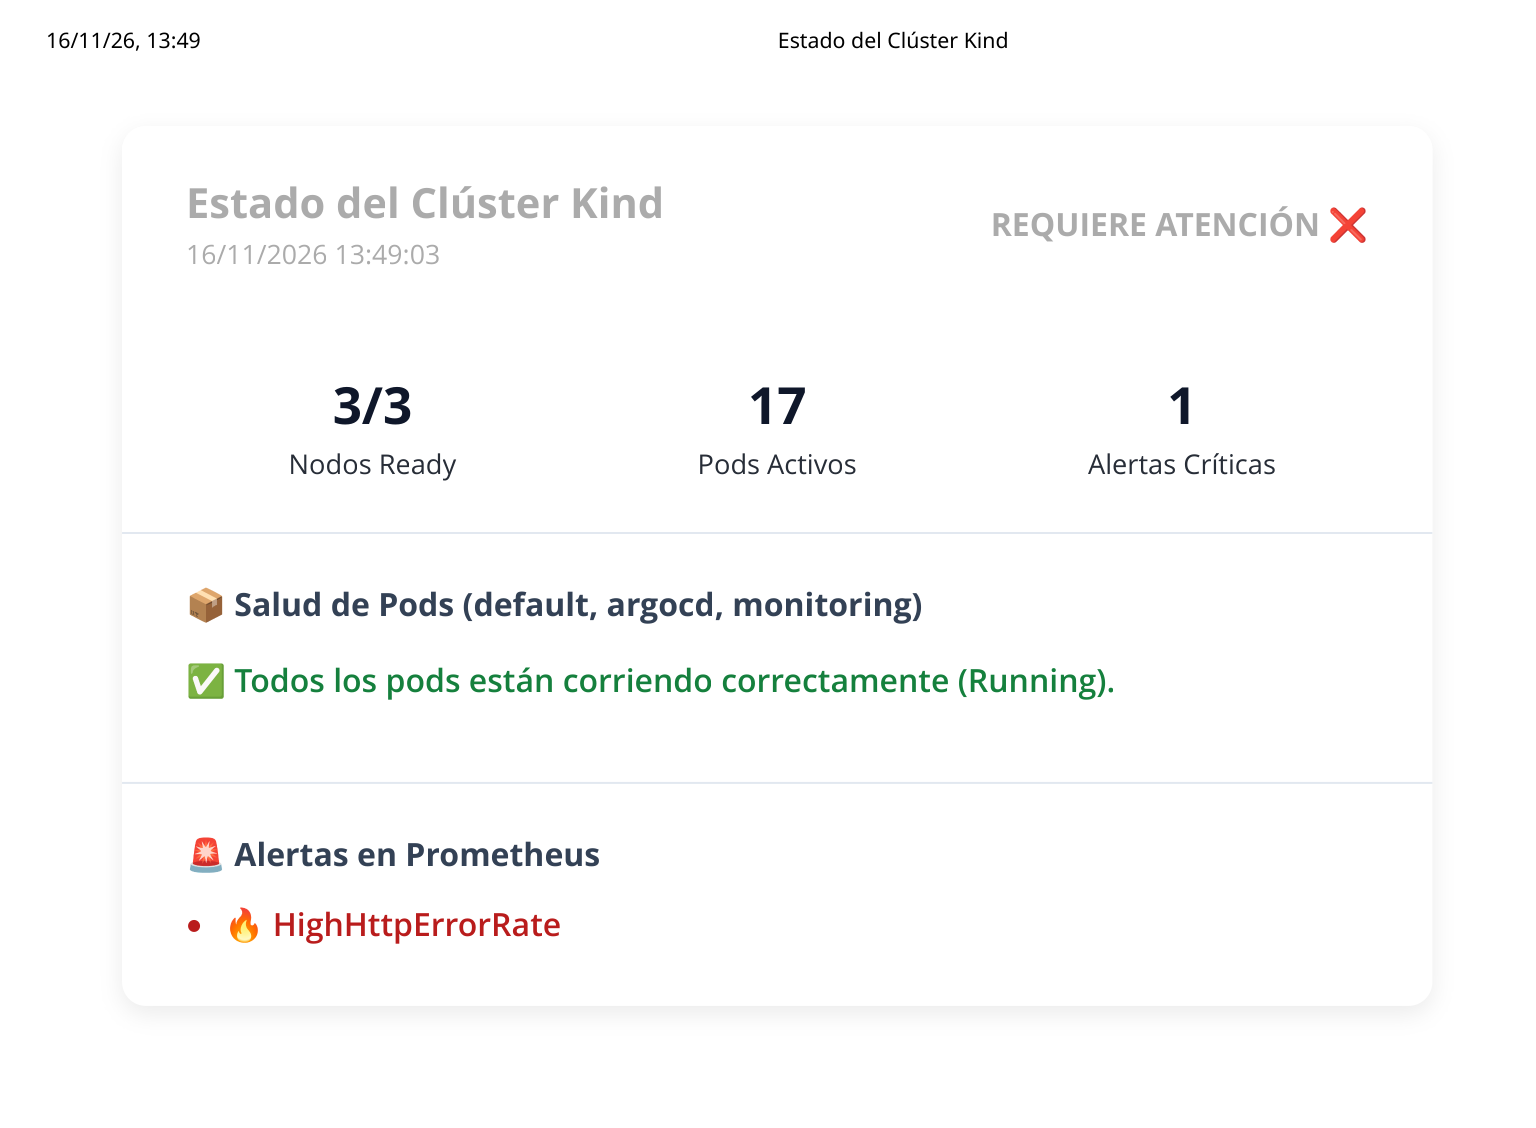 16/11/26, 13:49
Estado del Clúster Kind
Estado del Clúster Kind
16/11/2026 13:49:03
REQUIERE ATENCIÓN ❌
3/3
Nodos Ready
17
Pods Activos
1
Alertas Críticas
📦 Salud de Pods (default, argocd, monitoring)
✅ Todos los pods están corriendo correctamente (Running).
🚨 Alertas en Prometheus
• 🔥 HighHttpErrorRate